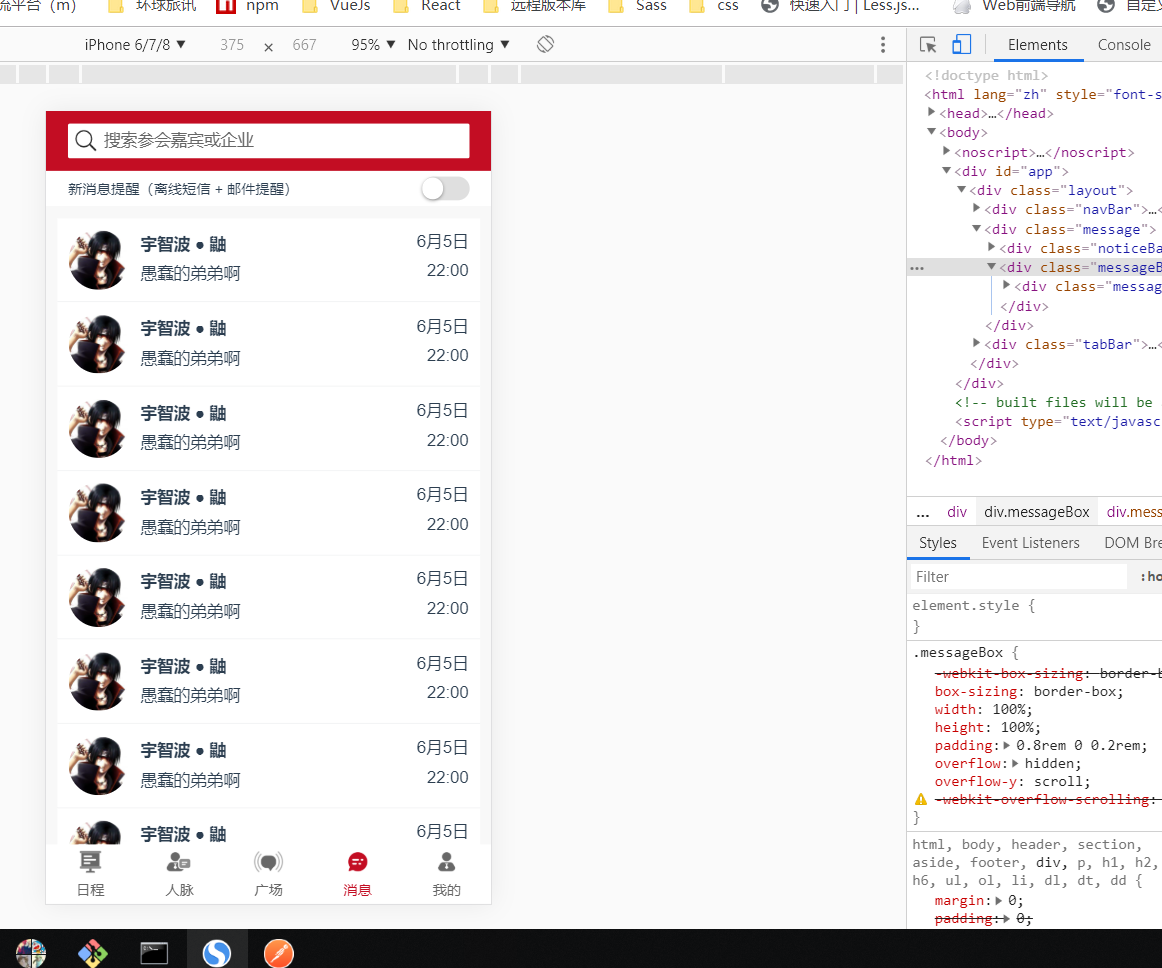 流平台（m） 环球旅讯 npm VueJs React 远程版本库 Sass css 快速入门 | Less.js... Web前端导航 自定义
iPhone 6/7/8 ▼ 375 × 667 95% ▼ No throttling ▼
Elements Console
<!doctype html>
<html lang="zh" style="font-s
▶<head>…</head>
▼<body>
▶<noscript>…</noscript>
▼<div id="app">
▼<div class="layout">
▶<div class="navBar">…<
▼<div class="message">
▶<div class="noticeBa
… ▼<div class="messageB
▶<div class="messag
</div>
</div>
▶<div class="tabBar">…<
</div>
</div>
<!-- built files will be
<script type="text/javasc
</body>
</html>
... div div.messageBox div.mess
Styles Event Listeners DOM Bre
Filter :ho
element.style {
}
.messageBox {
-webkit-box-sizing: border-b
box-sizing: border-box;
width: 100%;
height: 100%;
padding:▶0.8rem 0 0.2rem;
overflow:▶hidden;
overflow-y: scroll;
-webkit-overflow-scrolling:
}
html, body, header, section,
aside, footer, div, p, h1, h2,
h6, ul, ol, li, dl, dt, dd {
margin:▶0;
padding:▶0;
搜索参会嘉宾或企业
新消息提醒（离线短信 + 邮件提醒）
宇智波 ● 鼬 6月5日
愚蠢的弟弟啊 22:00
宇智波 ● 鼬 6月5日
愚蠢的弟弟啊 22:00
宇智波 ● 鼬 6月5日
愚蠢的弟弟啊 22:00
宇智波 ● 鼬 6月5日
愚蠢的弟弟啊 22:00
宇智波 ● 鼬 6月5日
愚蠢的弟弟啊 22:00
宇智波 ● 鼬 6月5日
愚蠢的弟弟啊 22:00
宇智波 ● 鼬 6月5日
愚蠢的弟弟啊 22:00
宇智波 ● 鼬 6月5日
日程 人脉 广场 消息 我的